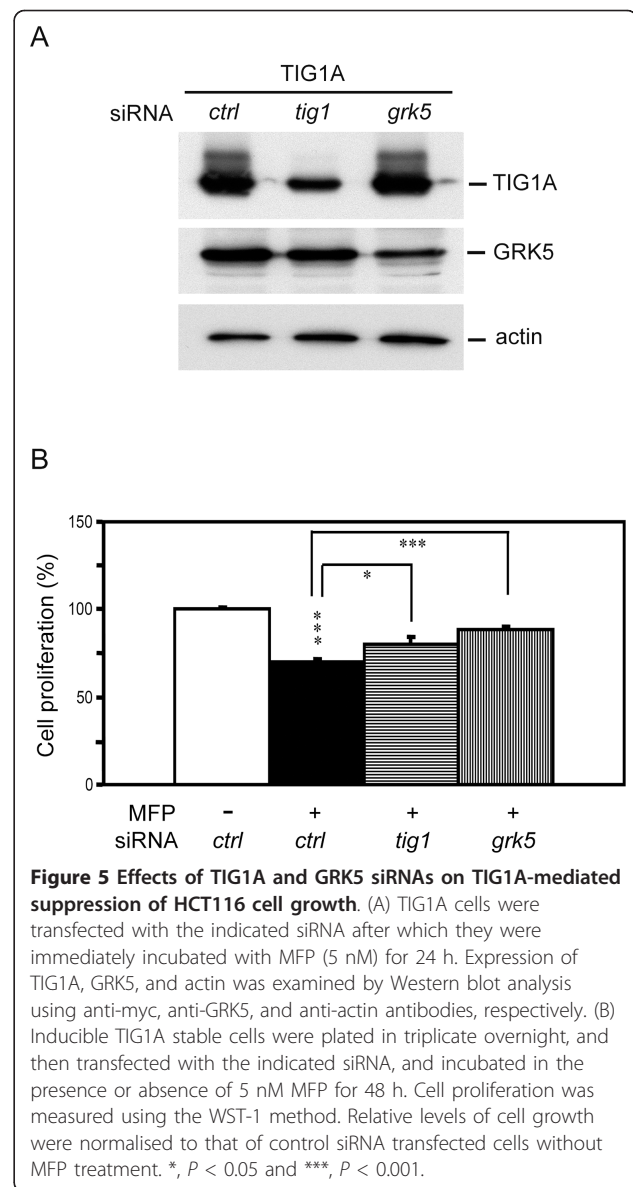 A
TIG1A
siRNA ctrl tig1 grk5
TIG1A
GRK5
actin
B
150
100
50
0
Cell proliferation (%)
***
*
***
MFP - + + +
siRNA ctrl ctrl tig1 grk5
Figure 5 Effects of TIG1A and GRK5 siRNAs on TIG1A-mediated
suppression of HCT116 cell growth. (A) TIG1A cells were
transfected with the indicated siRNA after which they were
immediately incubated with MFP (5 nM) for 24 h. Expression of
TIG1A, GRK5, and actin was examined by Western blot analysis
using anti-myc, anti-GRK5, and anti-actin antibodies, respectively. (B)
Inducible TIG1A stable cells were plated in triplicate overnight, and
then transfected with the indicated siRNA, and incubated in the
presence or absence of 5 nM MFP for 48 h. Cell proliferation was
measured using the WST-1 method. Relative levels of cell growth
were normalised to that of control siRNA transfected cells without
MFP treatment. *, P < 0.05 and ***, P < 0.001.